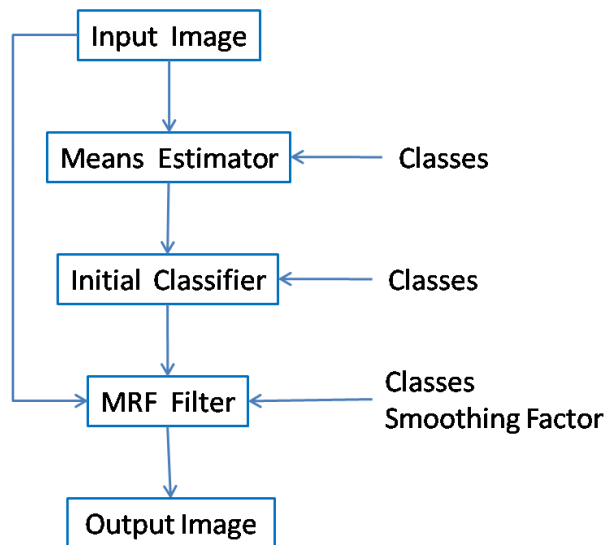 Input Image
Means Estimator
Classes
Initial Classifier
Classes
MRF Filter
Classes
Smoothing Factor
Output Image